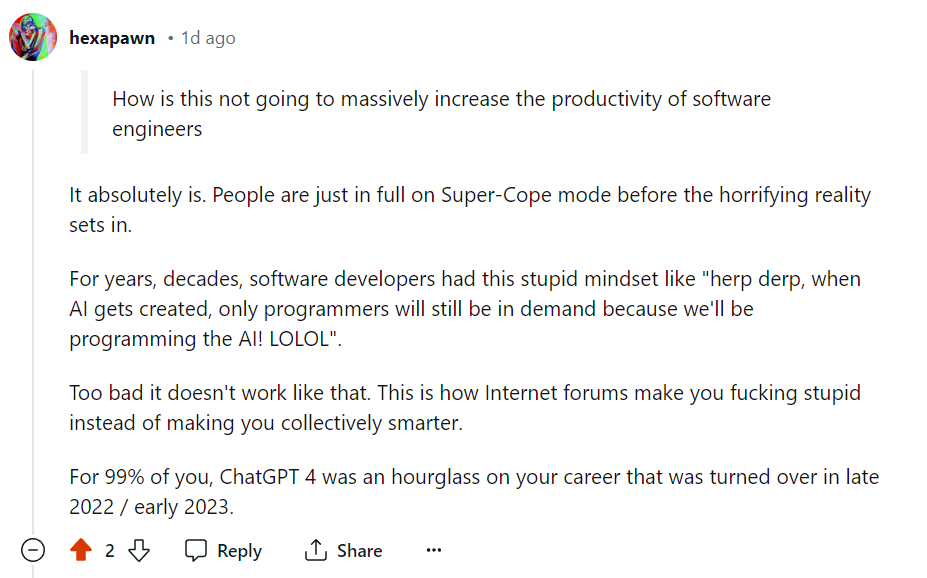 hexapawn • 1d ago
How is this not going to massively increase the productivity of software
engineers
It absolutely is. People are just in full on Super-Cope mode before the horrifying reality
sets in.
For years, decades, software developers had this stupid mindset like "herp derp, when
AI gets created, only programmers will still be in demand because we'll be
programming the AI! LOLOL".
Too bad it doesn't work like that. This is how Internet forums make you fucking stupid
instead of making you collectively smarter.
For 99% of you, ChatGPT 4 was an hourglass on your career that was turned over in late
2022 / early 2023.
2 Reply Share ···